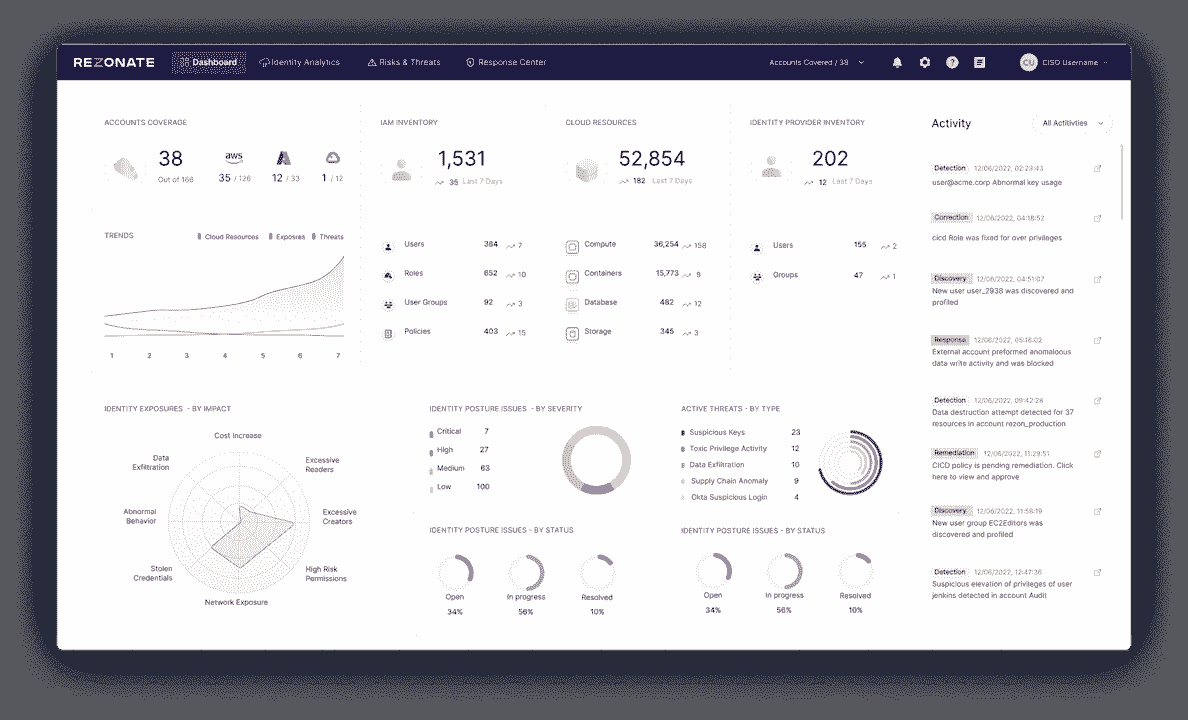 REZONATE
Dashboard
Identity Analytics
Risks & Threats
Response Center
Accounts Covered / 38
CU
CISO Username
ACCOUNTS COVERAGE
38
Out of 166
aws
35 / 126
12 / 33
1 / 12
TRENDS
Cloud Resources
Exposres
Threats
1 2 3 4 5 6 7
IAM INVENTORY
1,531
35 Last 7 Days
Users 384 7
Roles 652 10
User Groups 92 3
Policies 403 15
CLOUD RESOURCES
52,854
182 Last 7 Days
Compute 36,254 158
Containers 15,773 9
Database 482 12
Storage 345 3
IDENTITY PROVIDER INVENTORY
202
12 Last 7 Days
Users 155 2
Groups 47 1
IDENTITY EXPOSURES - BY IMPACT
Cost Increase
Excessive
Readers
Excessive
Creators
High Risk
Permissions
Network Exposure
Stolen
Credentials
Abnormal
Behavior
Data
Exfiltration
IDENTITY POSTURE ISSUES - BY SEVERITY
Critical 7
High 27
Medium 63
Low 100
ACTIVE THREATS - BY TYPE
Suspicious Keys 23
Toxic Privilege Activity 12
Data Exfiltration 10
Supply Chain Anomaly 9
Okta Suspicious Login 4
IDENTITY POSTURE ISSUES - BY STATUS
Open
34%
In progress
56%
Resolved
10%
IDENTITY POSTURE ISSUES - BY STATUS
Open
34%
In progress
56%
Resolved
10%
Activity
All Actitivties
Detection 12/06/2022, 02:23:43
user@acme.corp Abnormal key usage
Correction 12/06/2022, 04:18:52
cicd Role was fixed for over privileges
Discovery 12/06/2022, 04:51:07
New user user_2938 was discovered and
profiled
Response 12/06/2022, 05:16:02
External account preformed anomalous
data write activity and was blocked
Detection 12/06/2022, 09:42:28
Data destruction attempt detected for 37
resources in account rezon_production
Remediation 12/06/2022, 11:29:51
CICD policy is pending remediation. Click
here to view and approve
Discovery 12/06/2022, 11:58:19
New user group EC2Editors was
discovered and profiled
Detection 12/06/2022, 12:47:36
Suspicious elevation of privileges of user
jenkins detected in account Audit